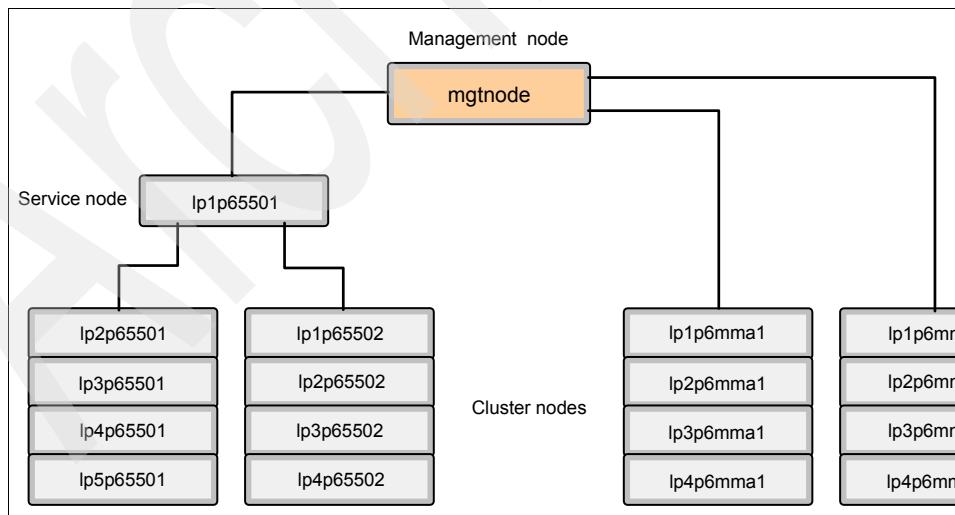 Management node
mgtnode
Service node
lp1p65501
lp2p65501
lp3p65501
lp4p65501
lp5p65501
lp1p65502
lp2p65502
lp3p65502
lp4p65502
Cluster nodes
lp1p6mma1
lp2p6mma1
lp3p6mma1
lp4p6mma1